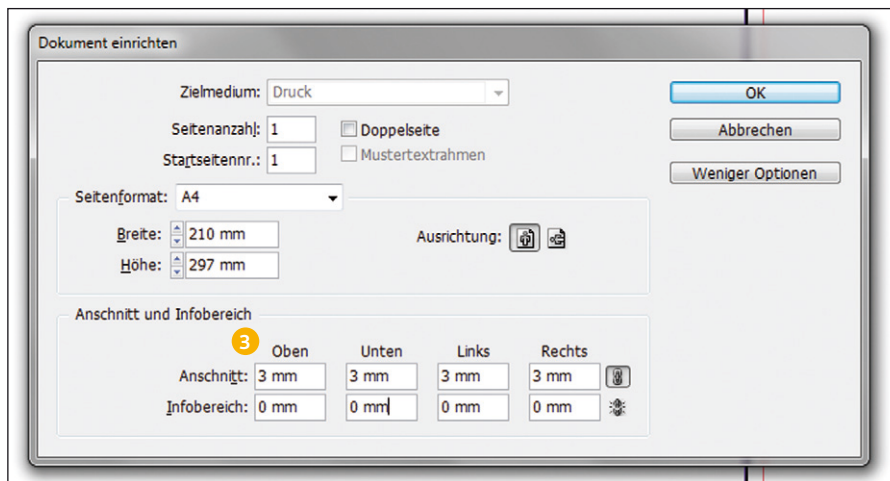 Dokument einrichten
Zielmedium: Druck
OK
Seitenanzahl: 1
Doppelseite
Abbrechen
Startseitennr.: 1
Mustertextrahmen
Weniger Optionen
Seitenformat: A4
Breite: 210 mm
Ausrichtung:
Höhe: 297 mm
Anschnitt und Infobereich
3
Oben Unten Links Rechts
Anschnitt: 3 mm 3 mm 3 mm 3 mm
Infobereich: 0 mm 0 mm 0 mm 0 mm